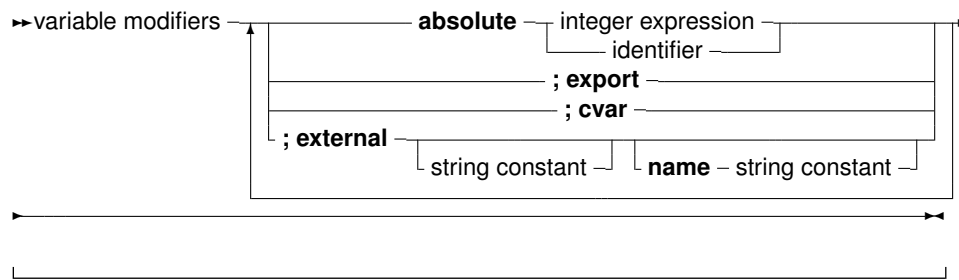 variable modifiers absolute integer expression
identifier
; export
; cvar
; external
string constant name string constant